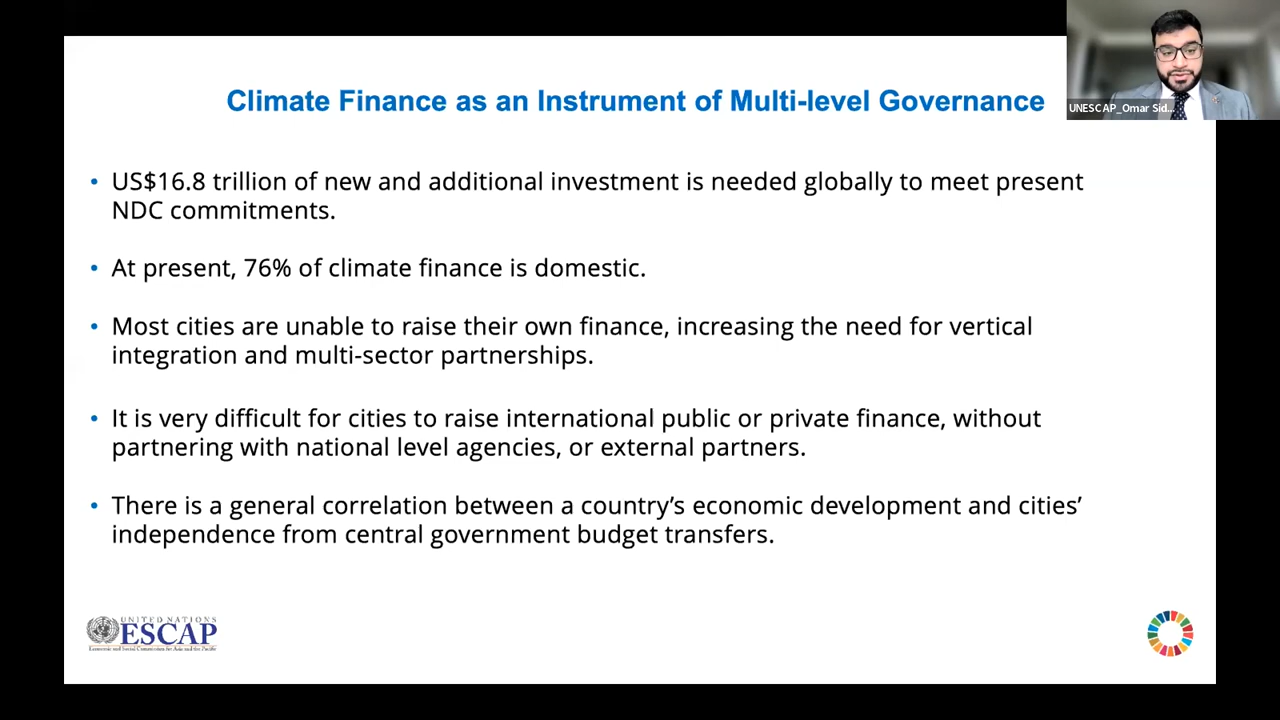 Climate Finance as an Instrument of Multi-level Governance
UNESCAP_Omar Sid...
• US$16.8 trillion of new and additional investment is needed globally to meet present
NDC commitments.
• At present, 76% of climate finance is domestic.
• Most cities are unable to raise their own finance, increasing the need for vertical
integration and multi-sector partnerships.
• It is very difficult for cities to raise international public or private finance, without
partnering with national level agencies, or external partners.
• There is a general correlation between a country’s economic development and cities’
independence from central government budget transfers.
UNITED NATIONS
ESCAP
Economic and Social Commission for Asia and the Pacific